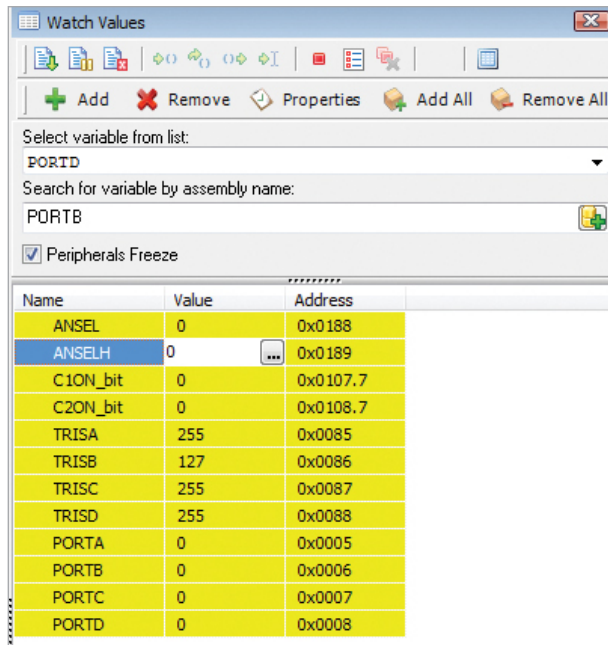 Watch Values
Add Remove Properties Add All Remove All
Select variable from list:
PORTD
Search for variable by assembly name:
PORTB
Peripherals Freeze
Name Value Address
ANSEL 0 0x0188
ANSELH 0 ... 0x0189
C1ON_bit 0 0x0107.7
C2ON_bit 0 0x0108.7
TRISA 255 0x0085
TRISB 127 0x0086
TRISC 255 0x0087
TRISD 255 0x0088
PORTA 0 0x0005
PORTB 0 0x0006
PORTC 0 0x0007
PORTD 0 0x0008